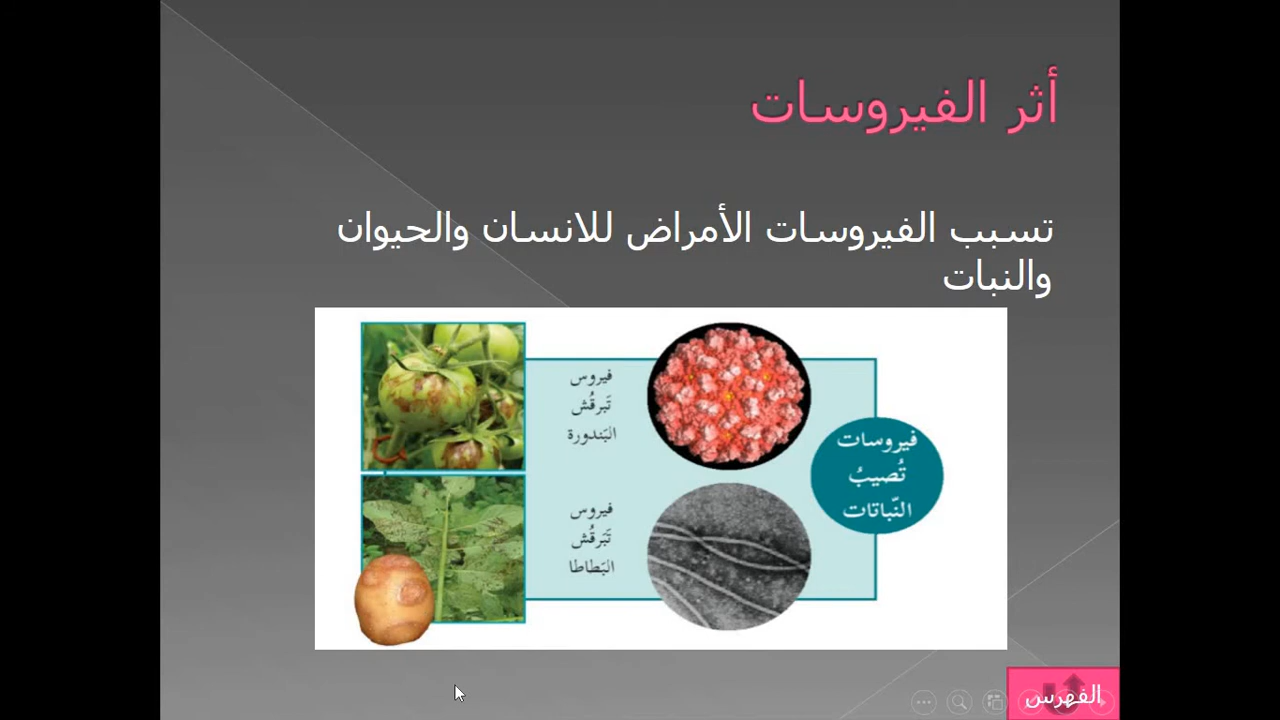 أثر الفيروسات
تسبب الفيروسات الأمراض للانسان والحيوان
والنبات
فيروسات
تُصيبُ
النّباتات
فيروس
تَبرقُش
البَندورة
فيروس
تَبَرقُش
البَطاطا
الفهرس